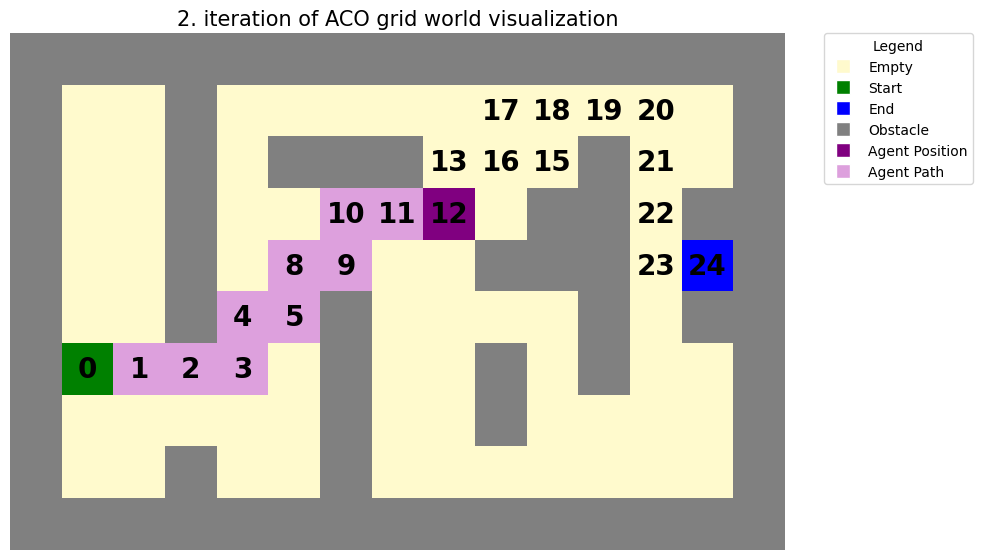 2. iteration of ACO grid world visualization
17 18 19 20
13 16 15 21
10 11 12 22
8 9 23 24
4 5
0 1 2 3
Legend
Empty
Start
End
Obstacle
Agent Position
Agent Path